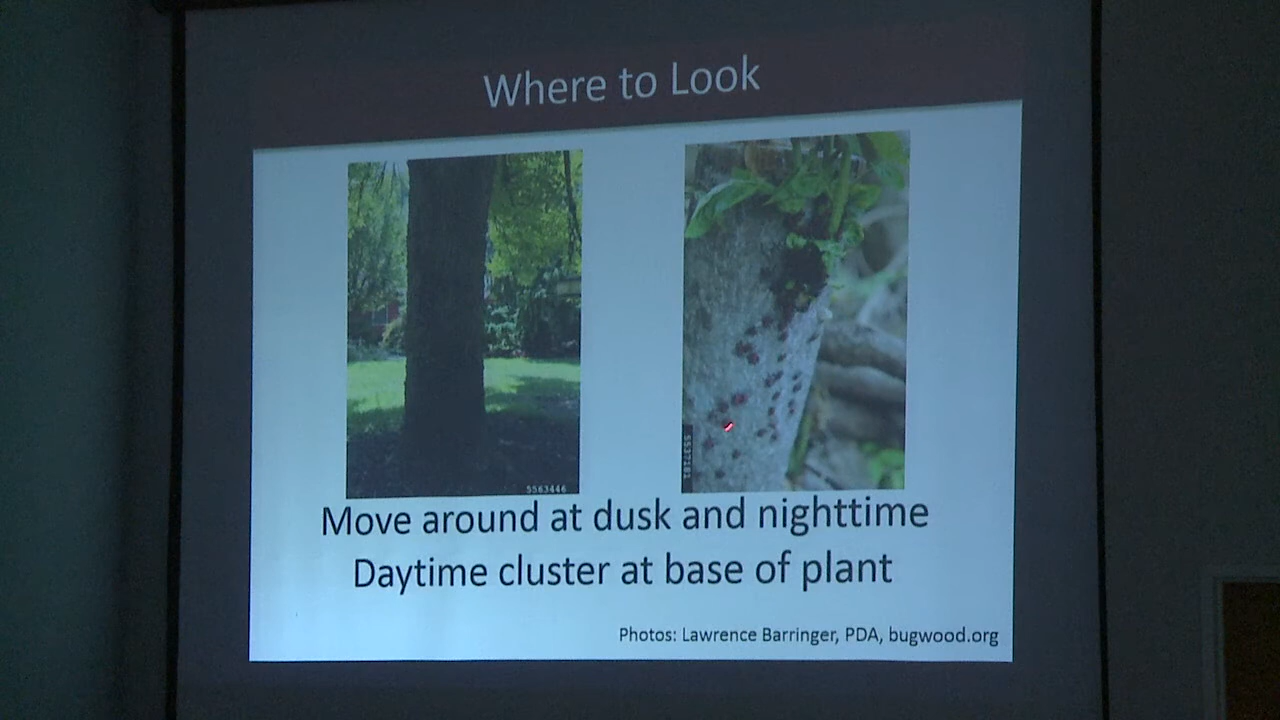 Where to Look
5563446
5537181
Move around at dusk and nighttime
Daytime cluster at base of plant
Photos: Lawrence Barringer, PDA, bugwood.org